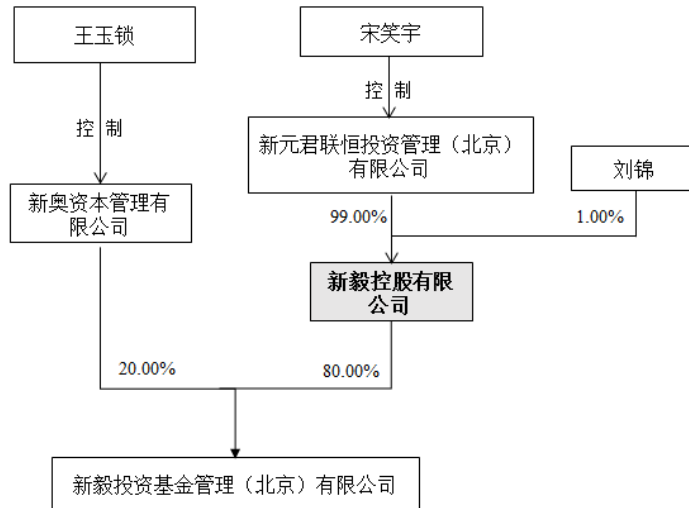 王玉锁
宋笑宇
控 制
控 制
新元君联恒投资管理（北京）
有限公司
刘锦
新奥资本管理有
限公司
99.00%
1.00%
新毅控股有限
公司
20.00%
80.00%
新毅投资基金管理（北京）有限公司